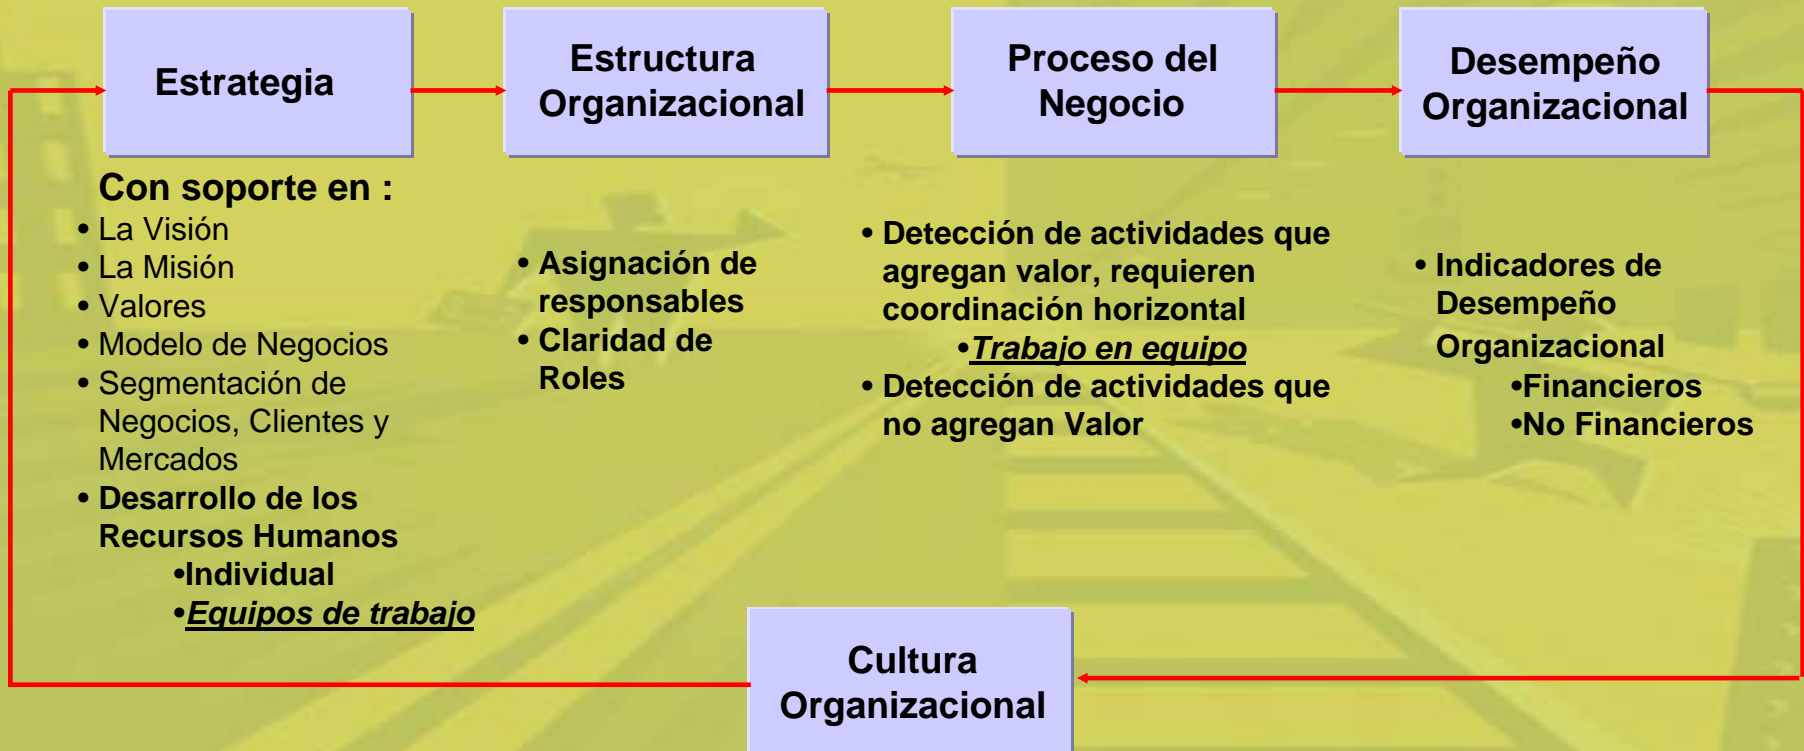 Estrategia
Estructura
Organizacional
Proceso del
Negocio
Desempeño
Organizacional
Con soporte en :
• La Visión
• La Misión
• Valores
• Modelo de Negocios
• Segmentación de
Negocios, Clientes y
Mercados
• Desarrollo de los
Recursos Humanos
•Individual
•Equipos de trabajo
• Asignación de
responsables
• Claridad de
Roles
• Detección de actividades que
agregan valor, requieren
coordinación horizontal
•Trabajo en equipo
• Detección de actividades que
no agregan Valor
• Indicadores de
Desempeño
Organizacional
•Financieros
•No Financieros
Cultura
Organizacional